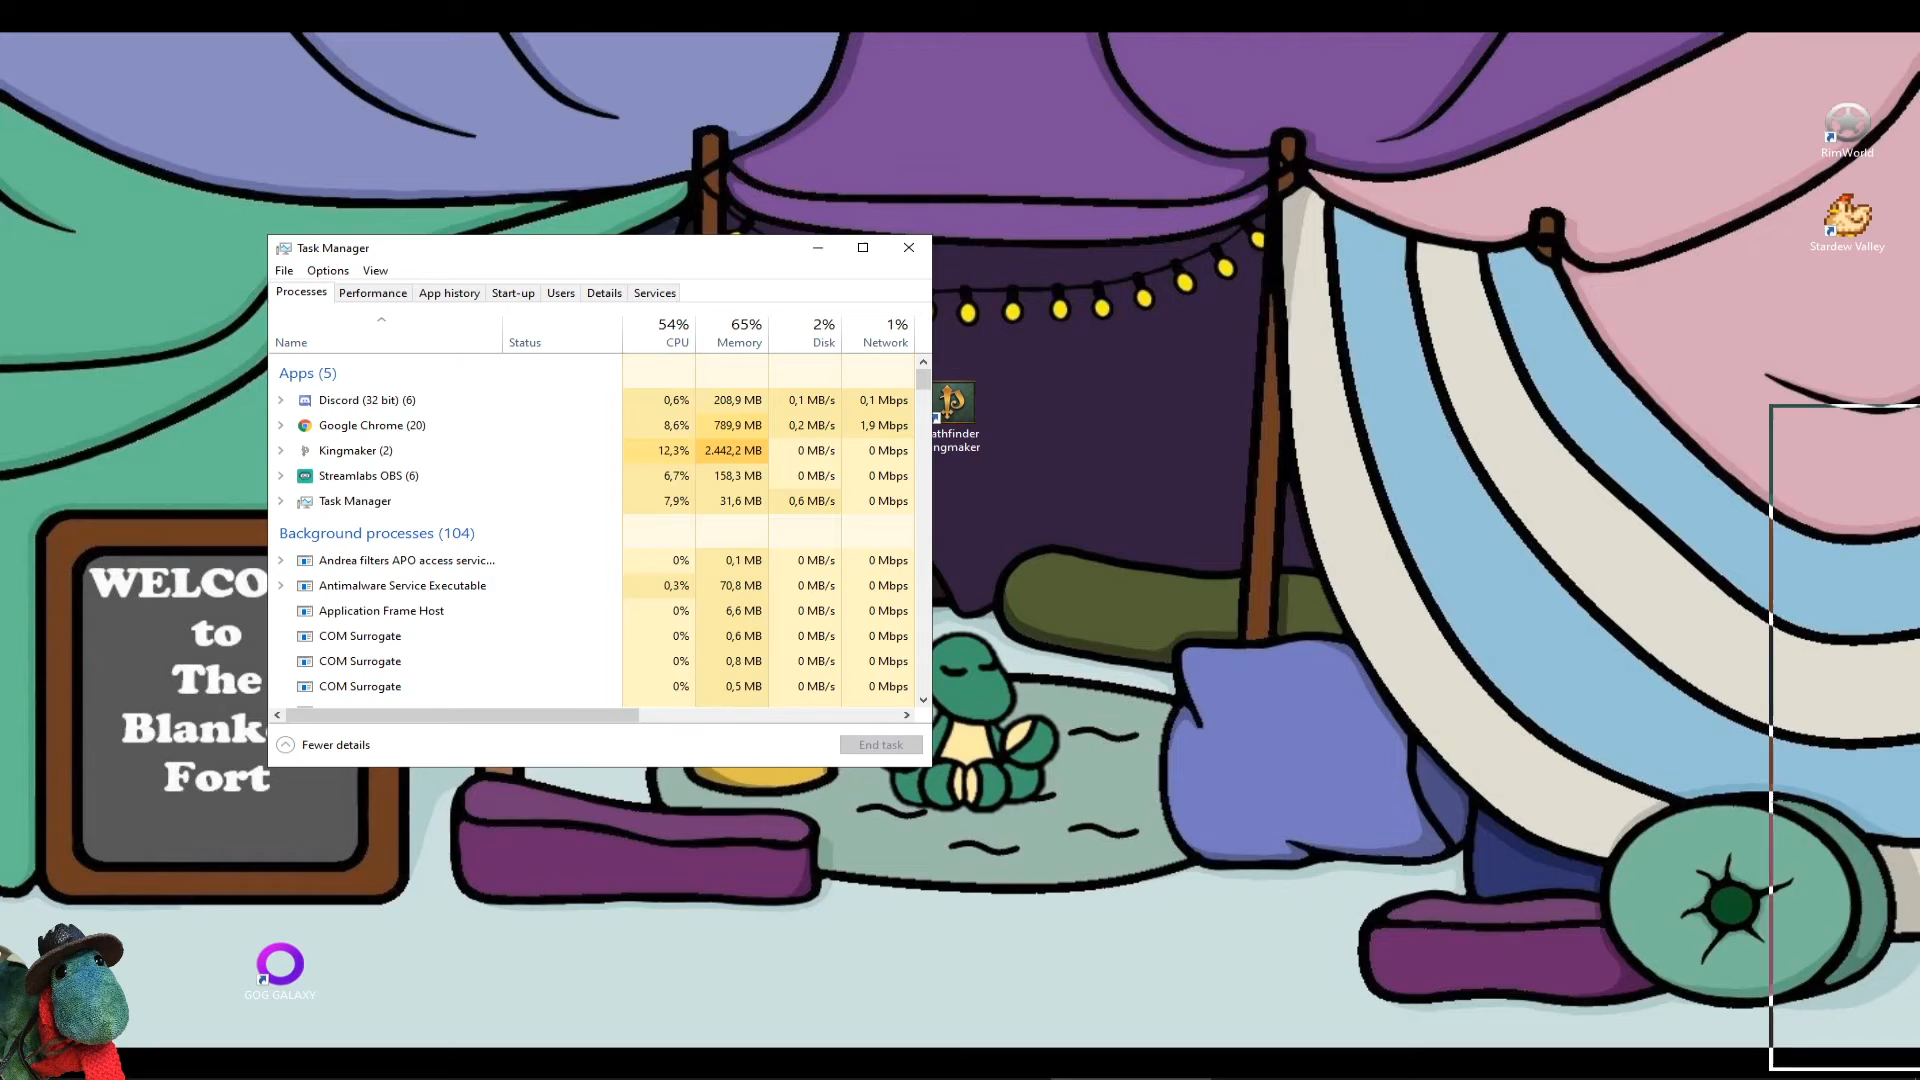 RimWorld
Stardew Valley
Task Manager
File Options View
Processes Performance App history Start-up Users Details Services
54% 65% 2% 1%
Name Status CPU Memory Disk Network
Apps (5)
Discord (32 bit) (6) 0,6% 208,9 MB 0,1 MB/s 0,1 Mbps
Google Chrome (20) 8,6% 789,9 MB 0,2 MB/s 1,9 Mbps
Kingmaker (2) 12,3% 2.442,2 MB 0 MB/s 0 Mbps
Streamlabs OBS (6) 6,7% 158,3 MB 0 MB/s 0 Mbps
Task Manager 7,9% 31,6 MB 0,6 MB/s 0 Mbps
Background processes (104)
Andrea filters APO access servic... 0% 0,1 MB 0 MB/s 0 Mbps
Antimalware Service Executable 0,3% 70,8 MB 0 MB/s 0 Mbps
Application Frame Host 0% 6,6 MB 0 MB/s 0 Mbps
COM Surrogate 0% 0,6 MB 0 MB/s 0 Mbps
COM Surrogate 0% 0,8 MB 0 MB/s 0 Mbps
COM Surrogate 0% 0,5 MB 0 MB/s 0 Mbps
Fewer details End task
athfinder
ngmaker
WELCO
to
The
Blank
Fort
GOG GALAXY